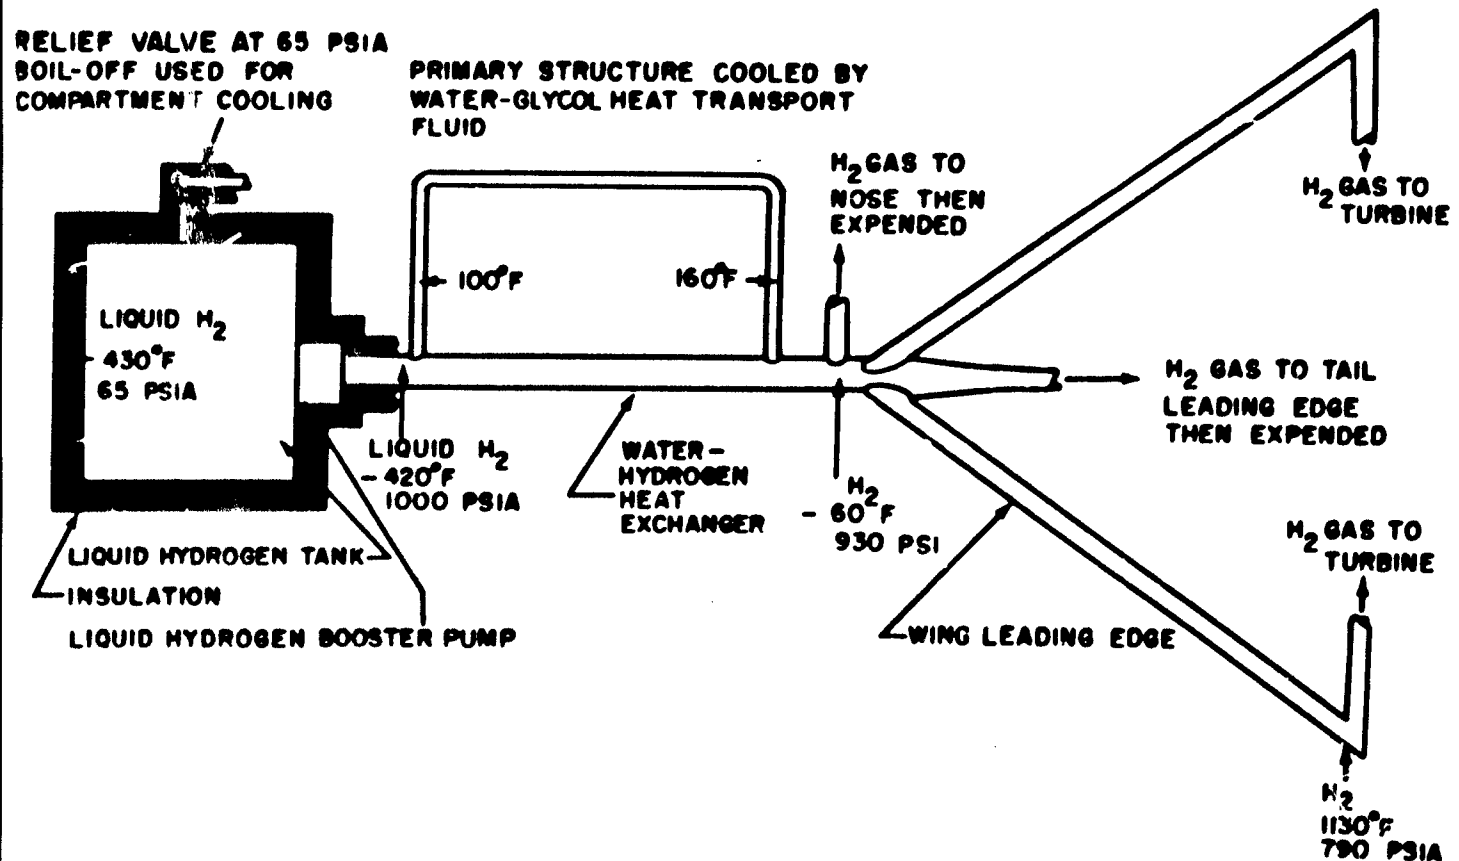 RELIEF VALVE AT 65 PSIA
BOIL-OFF USED FOR
COMPARTMENT COOLING
PRIMARY STRUCTURE COOLED BY
WATER-GLYCOL HEAT TRANSPORT
FLUID
H2 GAS TO
NOSE THEN
EXPENDED
H2 GAS TO
TURBINE
100°F
160°F
LIQUID H2
- 430°F
65 PSIA
H2 GAS TO TAIL
LEADING EDGE
THEN EXPENDED
LIQUID H2
- 420°F
1000 PSIA
WATER-
HYDROGEN
HEAT
EXCHANGER
H2
- 60°F
930 PSI
H2 GAS TO
TURBINE
LIQUID HYDROGEN TANK
INSULATION
LIQUID HYDROGEN BOOSTER PUMP
WING LEADING EDGE
H2
1130°F
790 PSIA